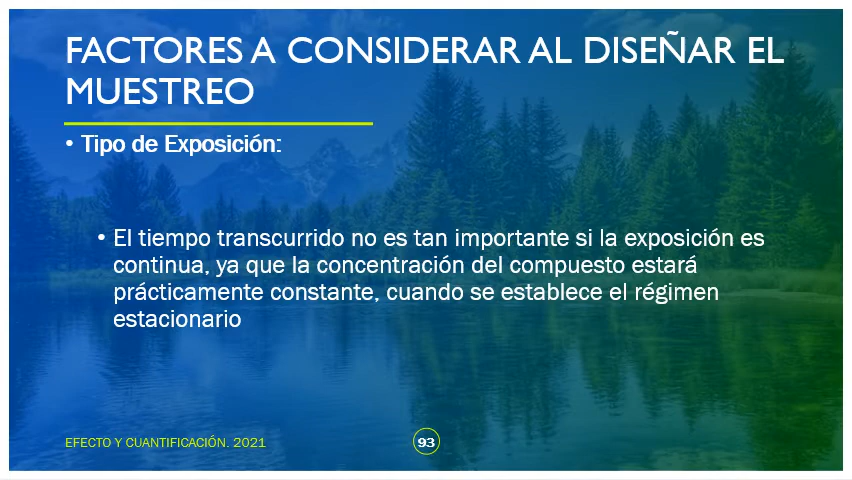 FACTORES A CONSIDERAR AL DISEÑAR EL
MUESTREO
• Tipo de Exposición:
• El tiempo transcurrido no es tan importante si la exposición es
continua, ya que la concentración del compuesto estará
prácticamente constante, cuando se establece el régimen
estacionario
EFECTO Y CUANTIFICACIÓN. 2021
93